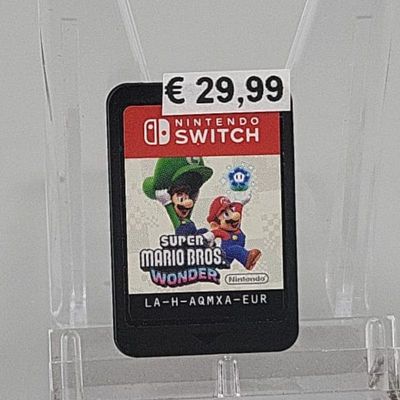 € 29,99
NINTENDO
SWITCH
SUPER
MARIO BROS.
WONDER
Nintendo
LA-H-AQMXA-EUR